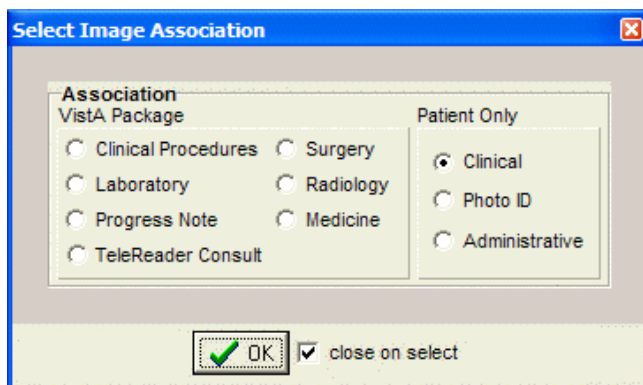 Select Image Association
Association
VistA Package
Patient Only
Clinical Procedures
Surgery
Laboratory
Radiology
Progress Note
Medicine
TeleReader Consult
Clinical
Photo ID
Administrative
OK
close on select